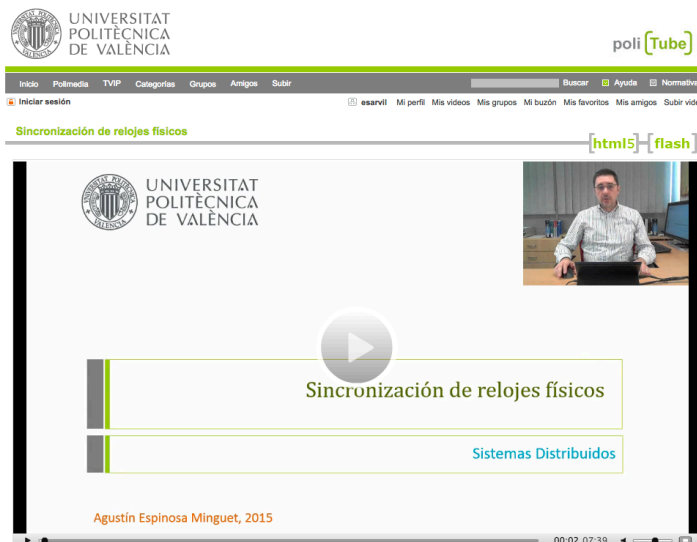 UNIVERSITAT
POLITÈCNICA
DE VALÈNCIA
poli [Tube]
Inicio Polimedia TVIP Categorías Grupos Amigos Subir Buscar Ayuda Normativa
Iniciar sesión esarvil Mi perfil Mis videos Mis grupos Mi buzón Mis favoritos Mis amigos Subir vide
Sincronización de relojes físicos
[html5] [flash]
UNIVERSITAT
POLITÈCNICA
DE VALÈNCIA
Sincronización de relojes físicos
Sistemas Distribuidos
Agustín Espinosa Minguet, 2015
00:02 07:39